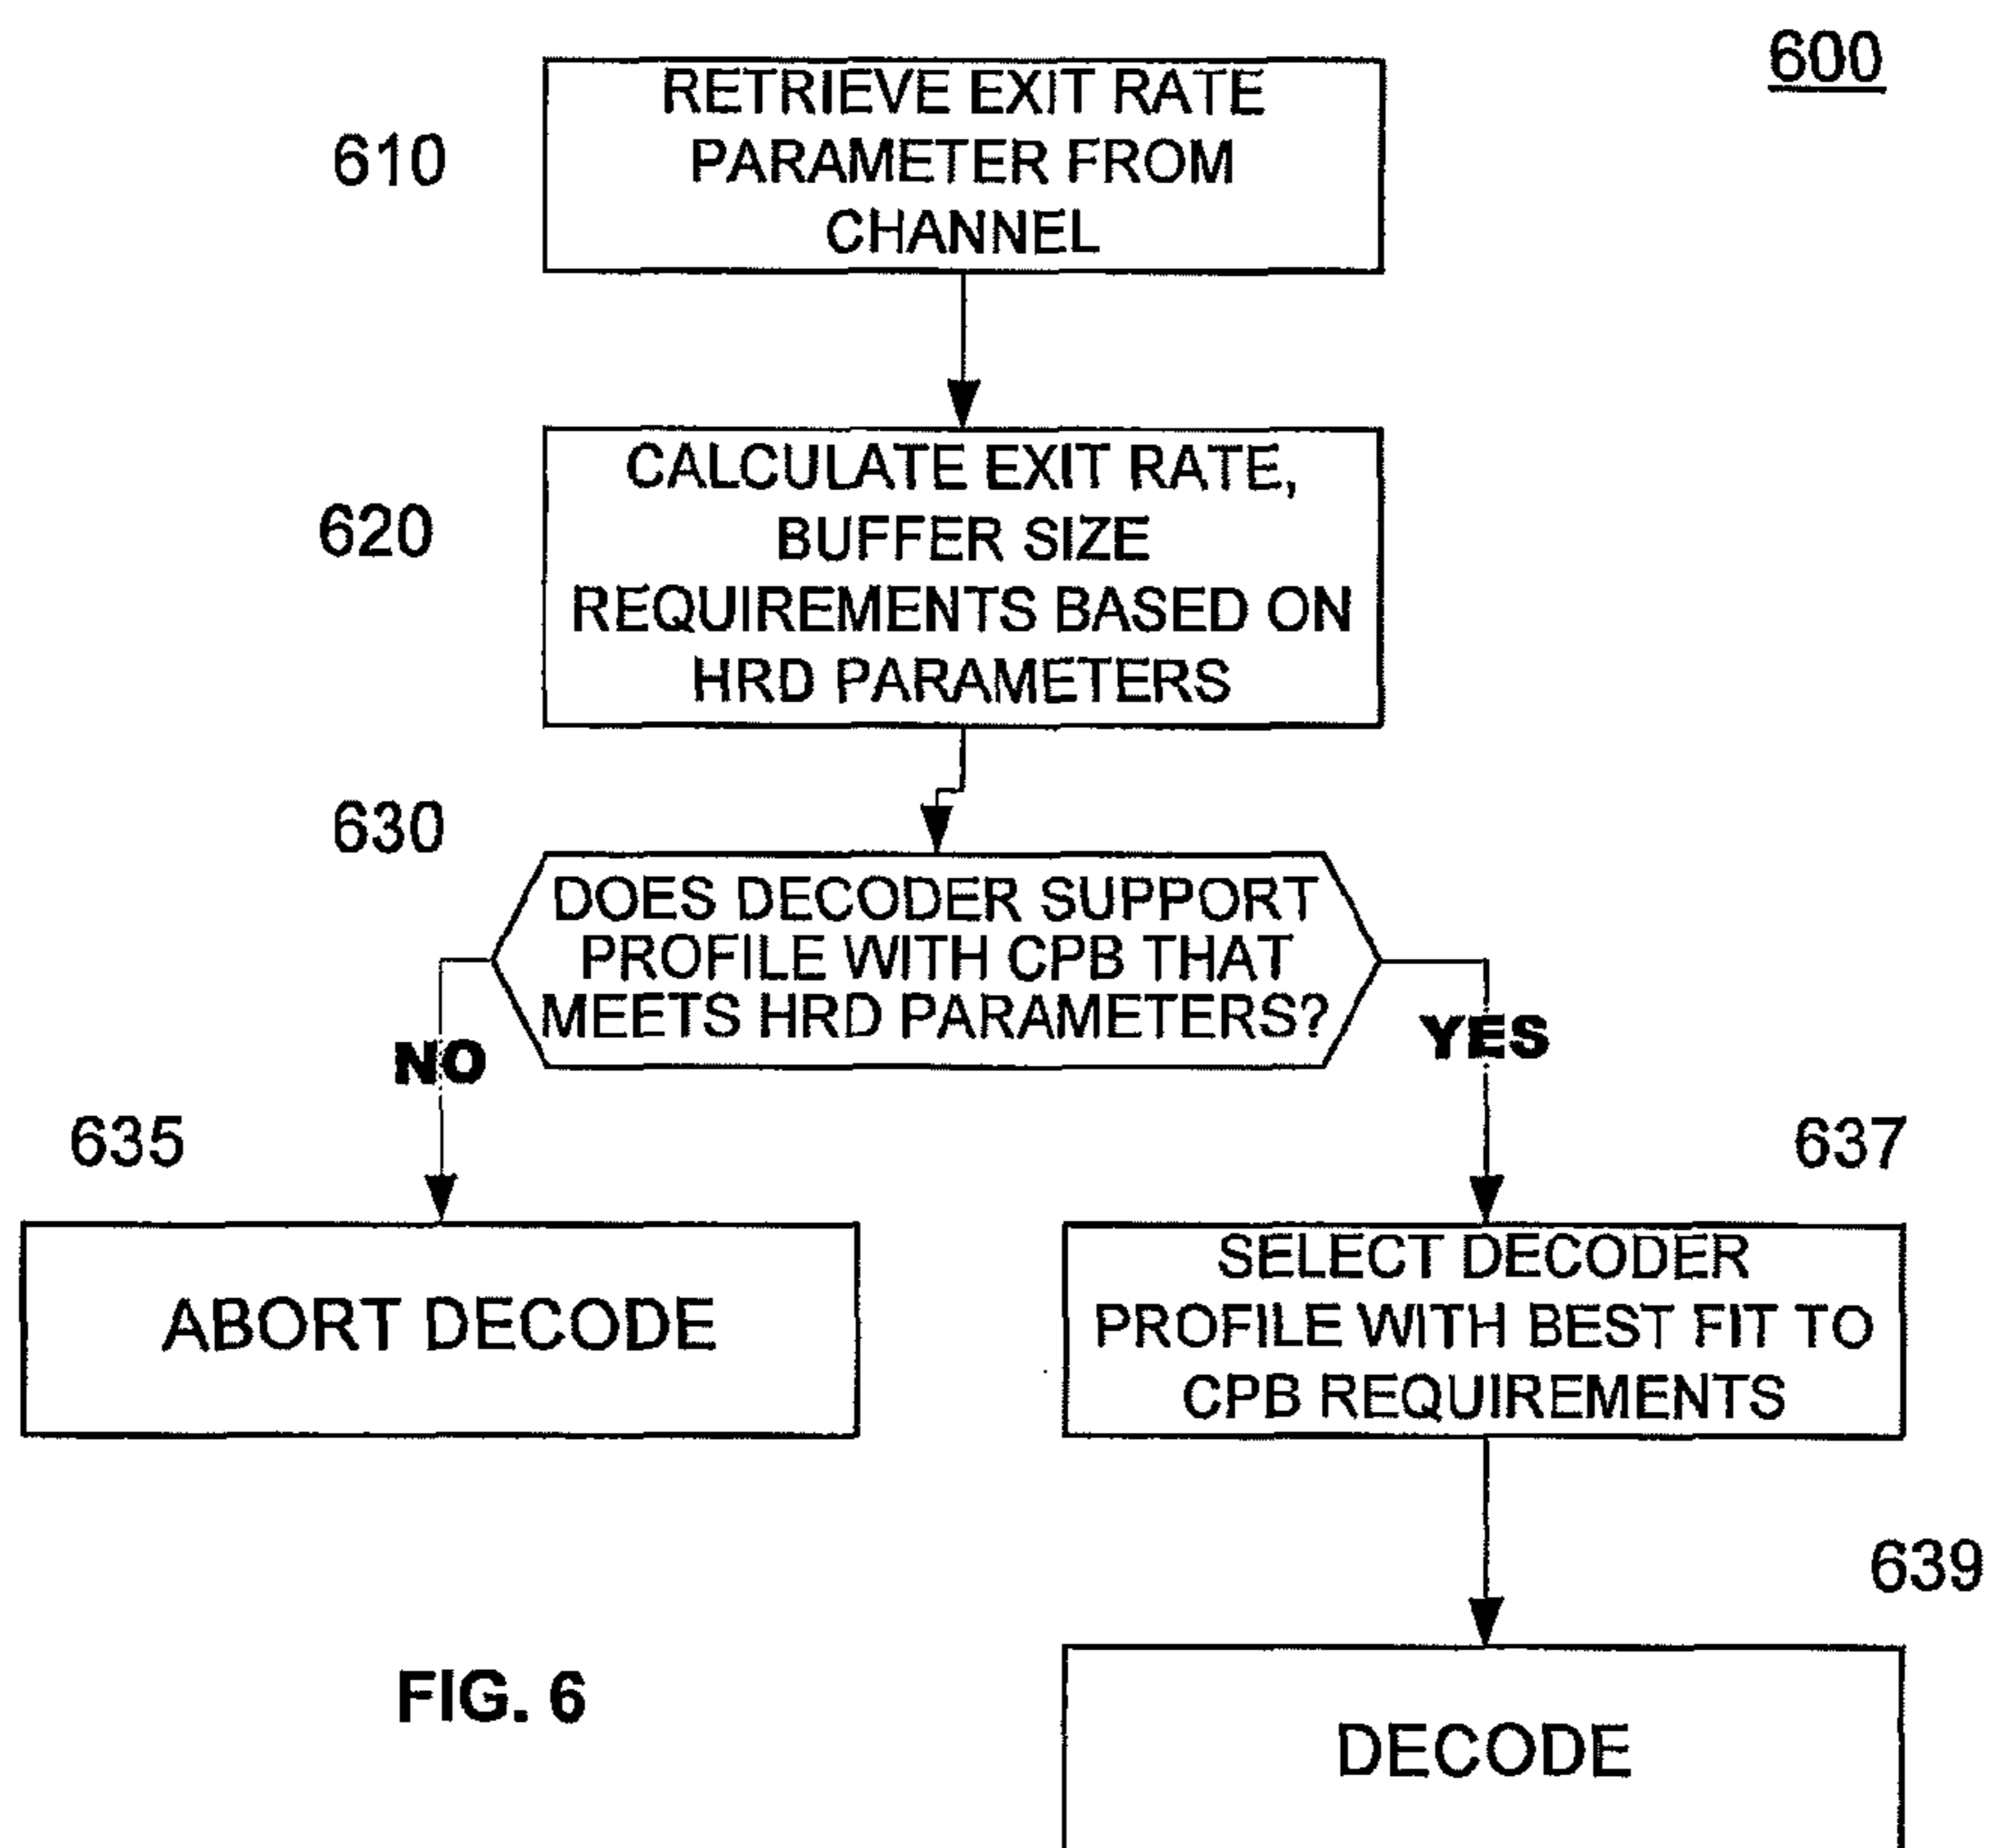 600
610
RETRIEVE EXIT RATE
PARAMETER FROM
CHANNEL
620
CALCULATE EXIT RATE,
BUFFER SIZE
REQUIREMENTS BASED ON
HRD PARAMETERS
630
DOES DECODER SUPPORT
PROFILE WITH CPB THAT
MEETS HRD PARAMETERS?
NO
YES
635
ABORT DECODE
637
SELECT DECODER
PROFILE WITH BEST FIT TO
CPB REQUIREMENTS
639
DECODE
FIG. 6